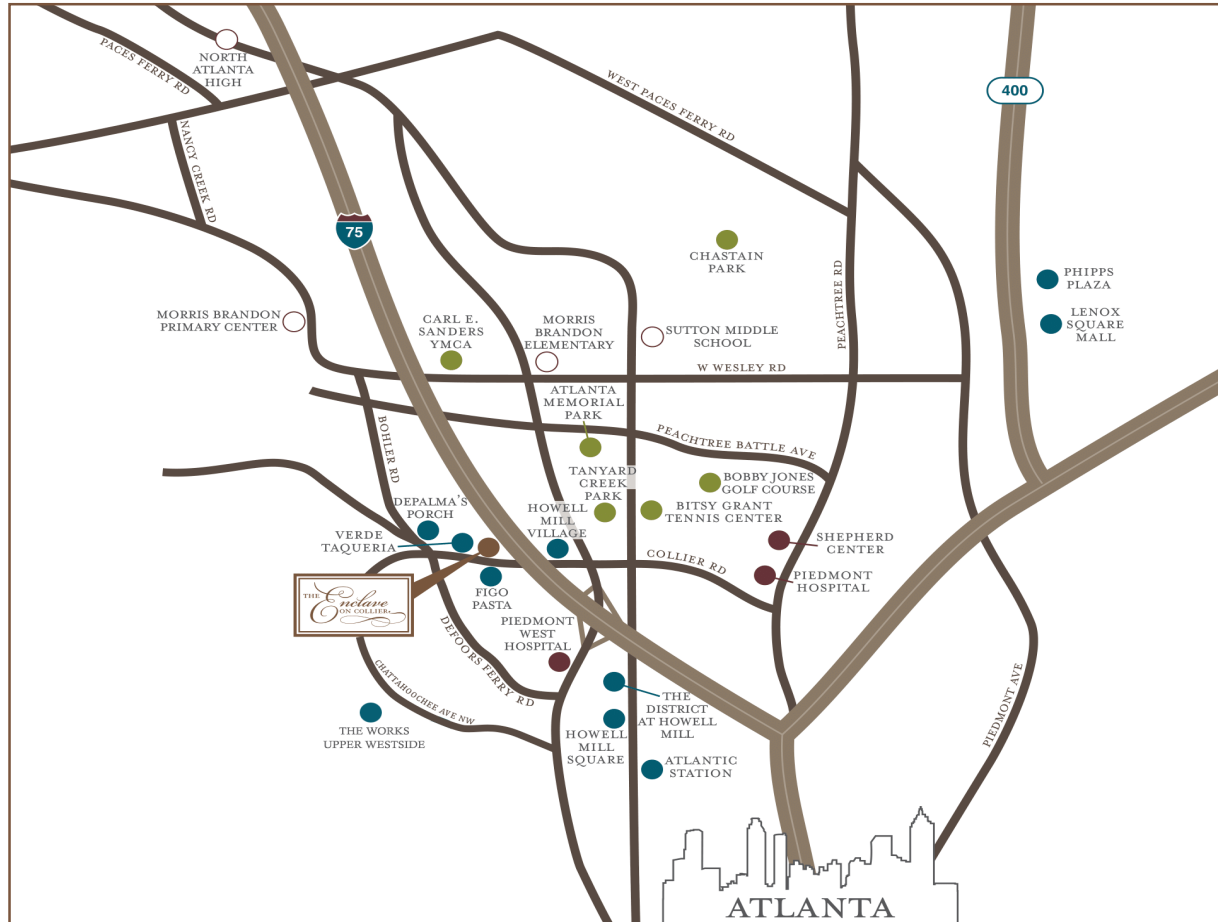 PACES FERRY RD
NORTH
ATLANTA
HIGH
WEST PACES FERRY RD
400
NANCY CREEK RD
75
CHASTAIN
PARK
PEACHTREE RD
PHIPPS
PLAZA
LENOX
SQUARE
MALL
MORRIS BRANDON
PRIMARY CENTER
CARL E.
SANDERS
YMCA
MORRIS
BRANDON
ELEMENTARY
SUTTON MIDDLE
SCHOOL
W WESLEY RD
ATLANTA
MEMORIAL
PARK
BOHLER RD
PEACHTREE BATTLE AVE
TANYARD
CREEK
PARK
BOBBY JONES
GOLF COURSE
BITSY GRANT
TENNIS CENTER
DEPALMA'S
PORCH
HOWELL
MILL
VILLAGE
VERDE
TAQUERIA
COLLIER RD
SHEPHERD
CENTER
PIEDMONT
HOSPITAL
FIGO
PASTA
THE
Enclave
ON COLLIER
PIEDMONT
WEST
HOSPITAL
DEFOORS FERRY RD
CHATTAHOOCHEE AVE NW
THE WORKS
UPPER WESTSIDE
THE
DISTRICT
AT HOWELL
MILL
HOWELL
MILL
SQUARE
ATLANTIC
STATION
PIEDMONT AVE
ATLANTA